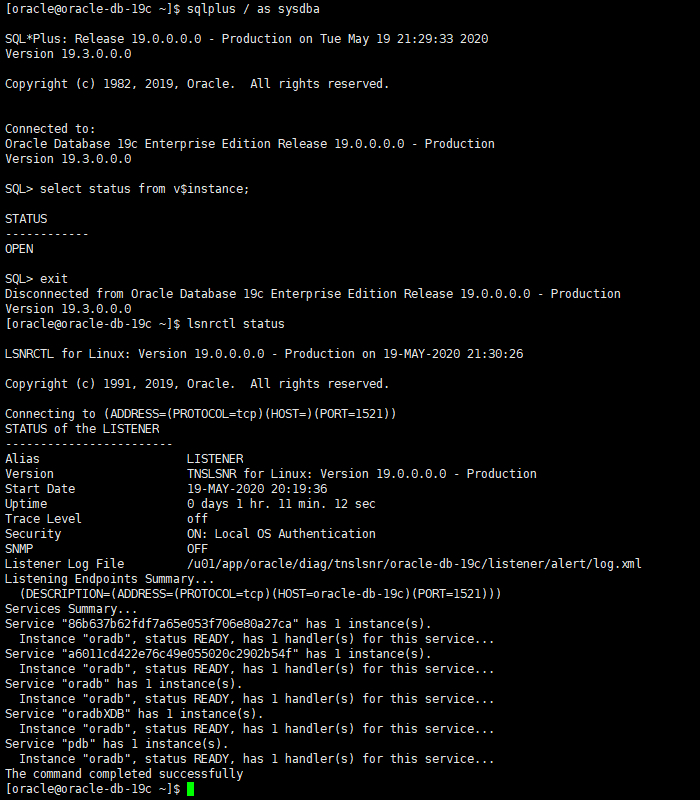 [oracle@oracle-db-19c ~]$ sqlplus / as sysdba
SQL*Plus: Release 19.0.0.0.0 - Production on Tue May 19 21:29:33 2020
Version 19.3.0.0.0
Copyright (c) 1982, 2019, Oracle.  All rights reserved.
Connected to:
Oracle Database 19c Enterprise Edition Release 19.0.0.0.0 - Production
Version 19.3.0.0.0
SQL> select status from v$instance;
STATUS
------------
OPEN
SQL> exit
Disconnected from Oracle Database 19c Enterprise Edition Release 19.0.0.0.0 - Production
Version 19.3.0.0.0
[oracle@oracle-db-19c ~]$ lsnrctl status
LSNRCTL for Linux: Version 19.0.0.0.0 - Production on 19-MAY-2020 21:30:26
Copyright (c) 1991, 2019, Oracle.  All rights reserved.
Connecting to (ADDRESS=(PROTOCOL=tcp)(HOST=)(PORT=1521))
STATUS of the LISTENER
------------------------
Alias                     LISTENER
Version                   TNSLSNR for Linux: Version 19.0.0.0.0 - Production
Start Date                19-MAY-2020 20:19:36
Uptime                    0 days 1 hr. 11 min. 12 sec
Trace Level               off
Security                  ON: Local OS Authentication
SNMP                      OFF
Listener Log File         /u01/app/oracle/diag/tnslsnr/oracle-db-19c/listener/alert/log.xml
Listening Endpoints Summary...
  (DESCRIPTION=(ADDRESS=(PROTOCOL=tcp)(HOST=oracle-db-19c)(PORT=1521)))
Services Summary...
Service "86b637b62fdf7a65e053f706e80a27ca" has 1 instance(s).
  Instance "oradb", status READY, has 1 handler(s) for this service...
Service "a6011cd422e76c49e055020c2902b54f" has 1 instance(s).
  Instance "oradb", status READY, has 1 handler(s) for this service...
Service "oradb" has 1 instance(s).
  Instance "oradb", status READY, has 1 handler(s) for this service...
Service "oradbXDB" has 1 instance(s).
  Instance "oradb", status READY, has 1 handler(s) for this service...
Service "pdb" has 1 instance(s).
  Instance "oradb", status READY, has 1 handler(s) for this service...
The command completed successfully
[oracle@oracle-db-19c ~]$